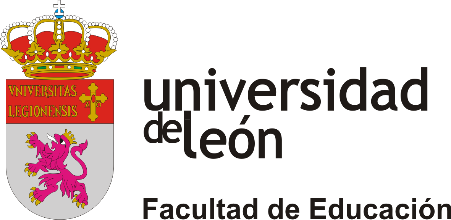 VNIVERSITAS
LEGIONENSIS
universidad
de león
Facultad de Educación